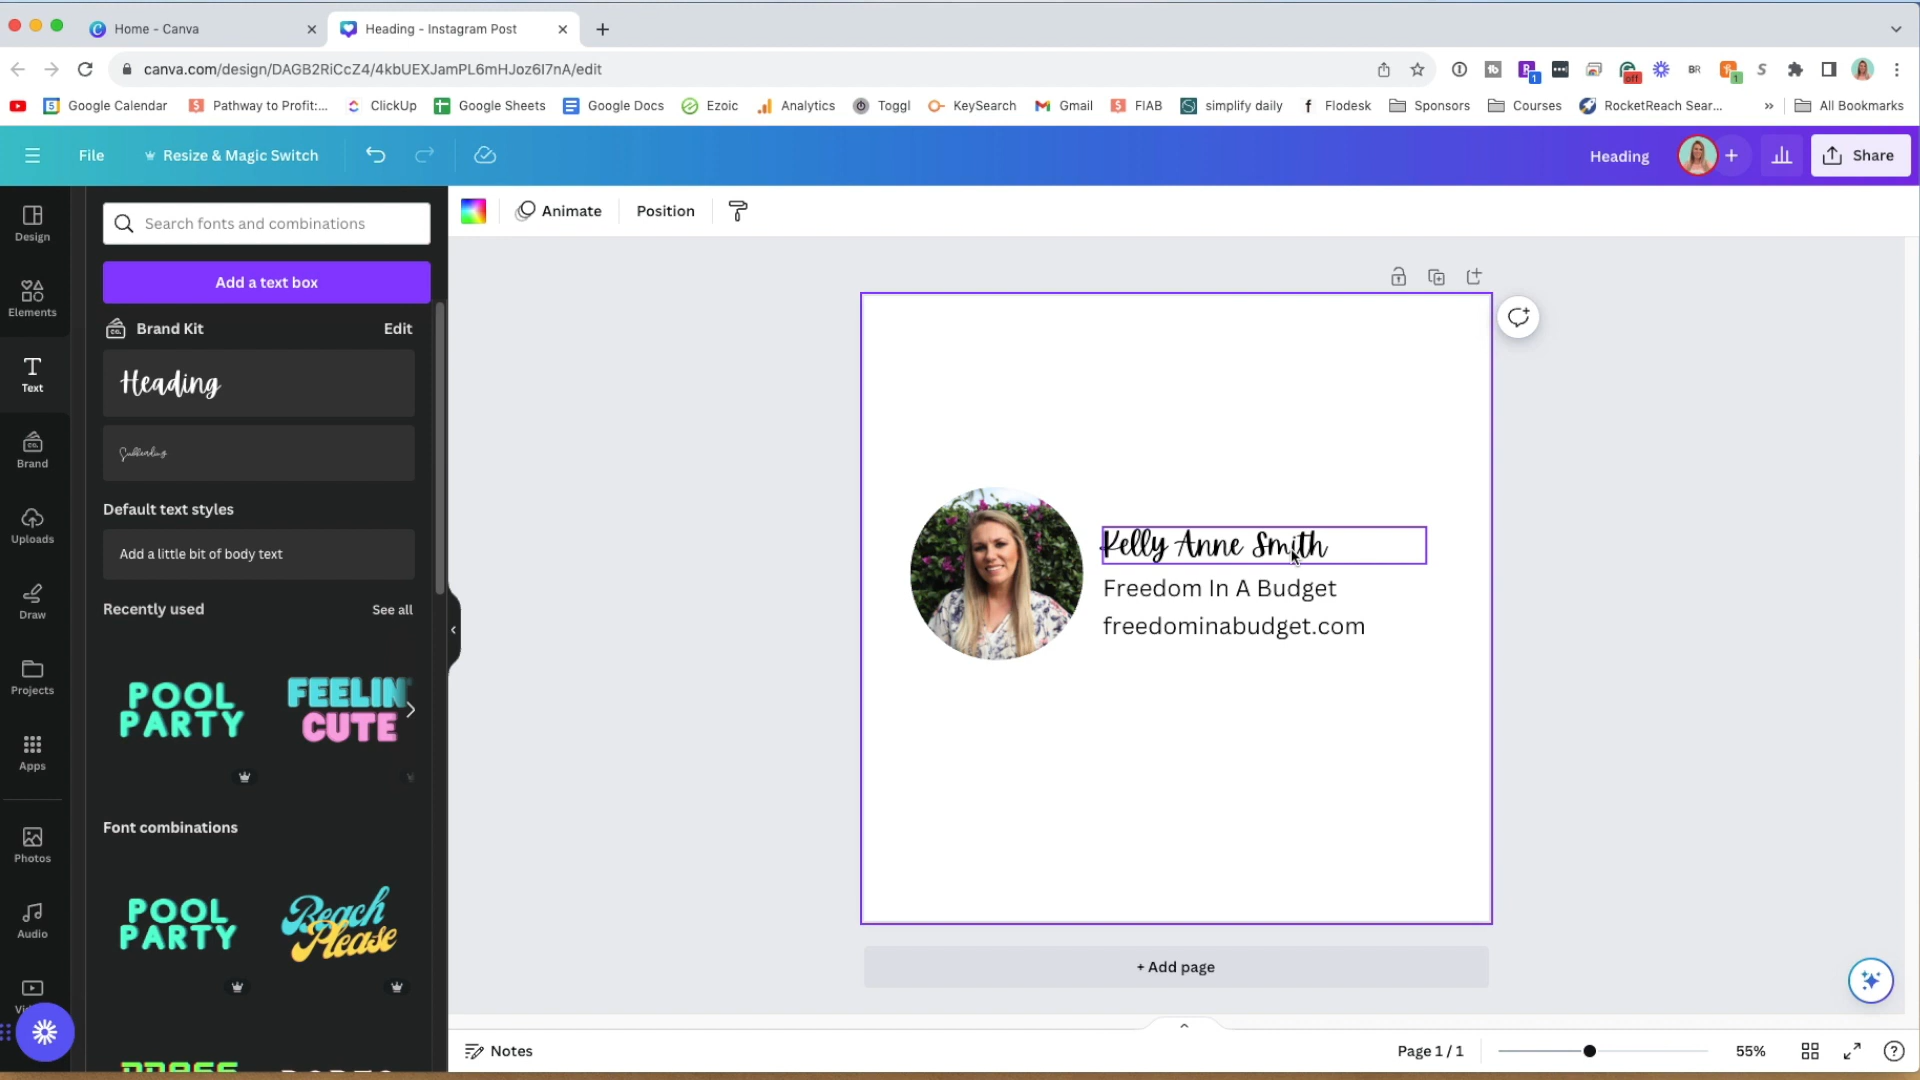 Home - Canva
Heading - Instagram Post
canva.com/design/DAGB2RiCcZ4/4kbUEXJamPL6mHJoz6I7nA/edit
Google Calendar
Pathway to Profit:...
ClickUp
Google Sheets
Google Docs
Ezoic
Analytics
Toggl
KeySearch
Gmail
FIAB
simplify daily
Flodesk
Sponsors
Courses
RocketReach Sear...
All Bookmarks
File
Resize & Magic Switch
Heading
Share
Design
Elements
Text
Brand
Uploads
Draw
Projects
Apps
Photos
Audio
Search fonts and combinations
Add a text box
Brand Kit
Edit
Heading
Subheading
Default text styles
Add a little bit of body text
Recently used
See all
POOL
PARTY
FEELIN'
CUTE
Font combinations
POOL
PARTY
Beach
Please
Animate
Position
Kelly Anne Smith
Freedom In A Budget
freedominabudget.com
+ Add page
Notes
Page 1 / 1
55%